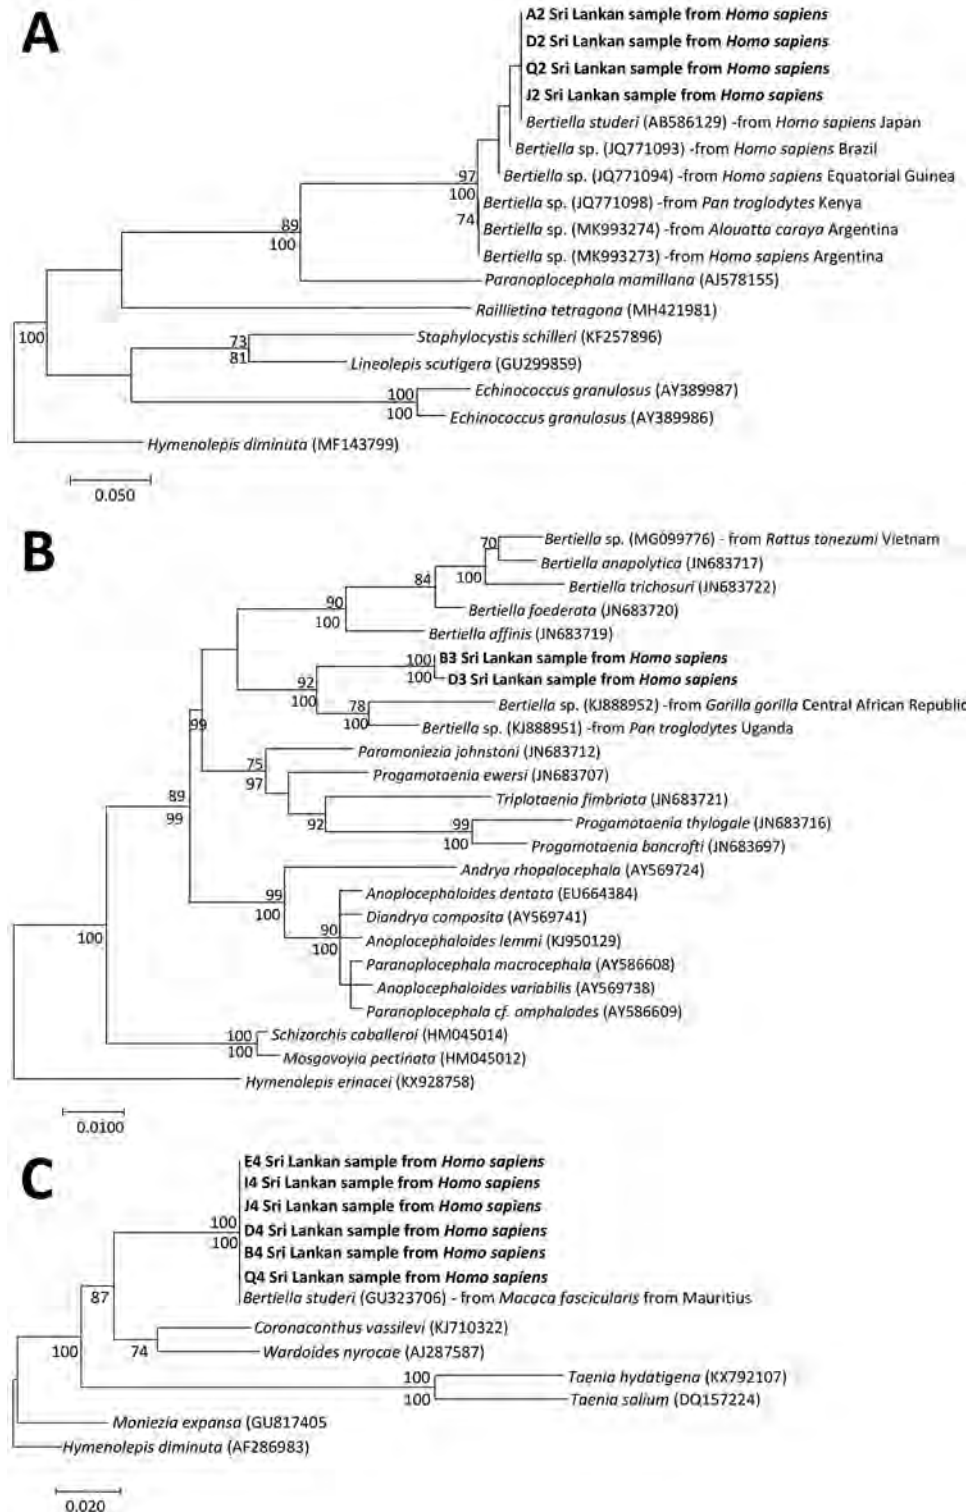 A
A2 Sri Lankan sample from Homo sapiens
D2 Sri Lankan sample from Homo sapiens
Q2 Sri Lankan sample from Homo sapiens
J2 Sri Lankan sample from Homo sapiens
Bertiella studeri (AB586129) -from Homo sapiens Japan
Bertiella sp. (JQ771093) -from Homo sapiens Brazil
97
Bertiella sp. (JQ771094) -from Homo sapiens Equatorial Guinea
100
Bertiella sp. (JQ771098) -from Pan troglodytes Kenya
74
89
Bertiella sp. (MK993274) -from Alouatta caraya Argentina
100
Bertiella sp. (MK993273) -from Homo sapiens Argentina
Paranoplocephala mamillana (AJ578155)
Raillietina tetragona (MH421981)
100
73
Staphylocystis schilleri (KF257896)
81
Lineolepis scutigera (GU299859)
100
Echinococcus granulosus (AY389987)
100
Echinococcus granulosus (AY389986)
Hymenolepis diminuta (MF143799)
0.050
B
70
Bertiella sp. (MG099776) - from Rattus tanezumi Vietnam
Bertiella anapolytica (JN683717)
84
100
Bertiella trichosuri (JN683722)
90
Bertiella foederata (JN683720)
100
Bertiella affinis (JN683719)
100
B3 Sri Lankan sample from Homo sapiens
100
D3 Sri Lankan sample from Homo sapiens
92
100
Bertiella sp. (KJ888952) -from Gorilla gorilla Central African Republic
78
100
Bertiella sp. (KJ888951) -from Pan troglodytes Uganda
99
Paramoniezia johnstoni (JN683712)
75
97
Progamotaenia ewersi (JN683707)
89
Triplotaenia fimbriata (JN683721)
99
92
99
Progamotaenia thylogale (JN683716)
100
Progamotaenia bancrofti (JN683697)
Andrya rhopalocephala (AY569724)
99
Anoplocephaloides dentata (EU664384)
100
Diandrya composita (AY569741)
90
100
Anoplocephaloides lemmi (KJ950129)
100
Paranoplocephala macrocephala (AY586608)
Anoplocephaloides variabilis (AY569738)
Paranoplocephala cf. omphalodes (AY586609)
100
Schizorchis caballeroi (HM045014)
100
Mosgovoyia pectinata (HM045012)
Hymenolepis erinacei (KX928758)
0.0100
C
E4 Sri Lankan sample from Homo sapiens
I4 Sri Lankan sample from Homo sapiens
J4 Sri Lankan sample from Homo sapiens
100
D4 Sri Lankan sample from Homo sapiens
100
B4 Sri Lankan sample from Homo sapiens
Q4 Sri Lankan sample from Homo sapiens
87
Bertiella studeri (GU323706) - from Macaca fascicularis from Mauritius
Coronacanthus vassilevi (KJ710322)
100
74
Wardoides nyrocae (AJ287587)
100
Taenia hydatigena (KX792107)
100
Taenia solium (DQ157224)
Moniezia expansa (GU817405
Hymenolepis diminuta (AF286983)
0.020